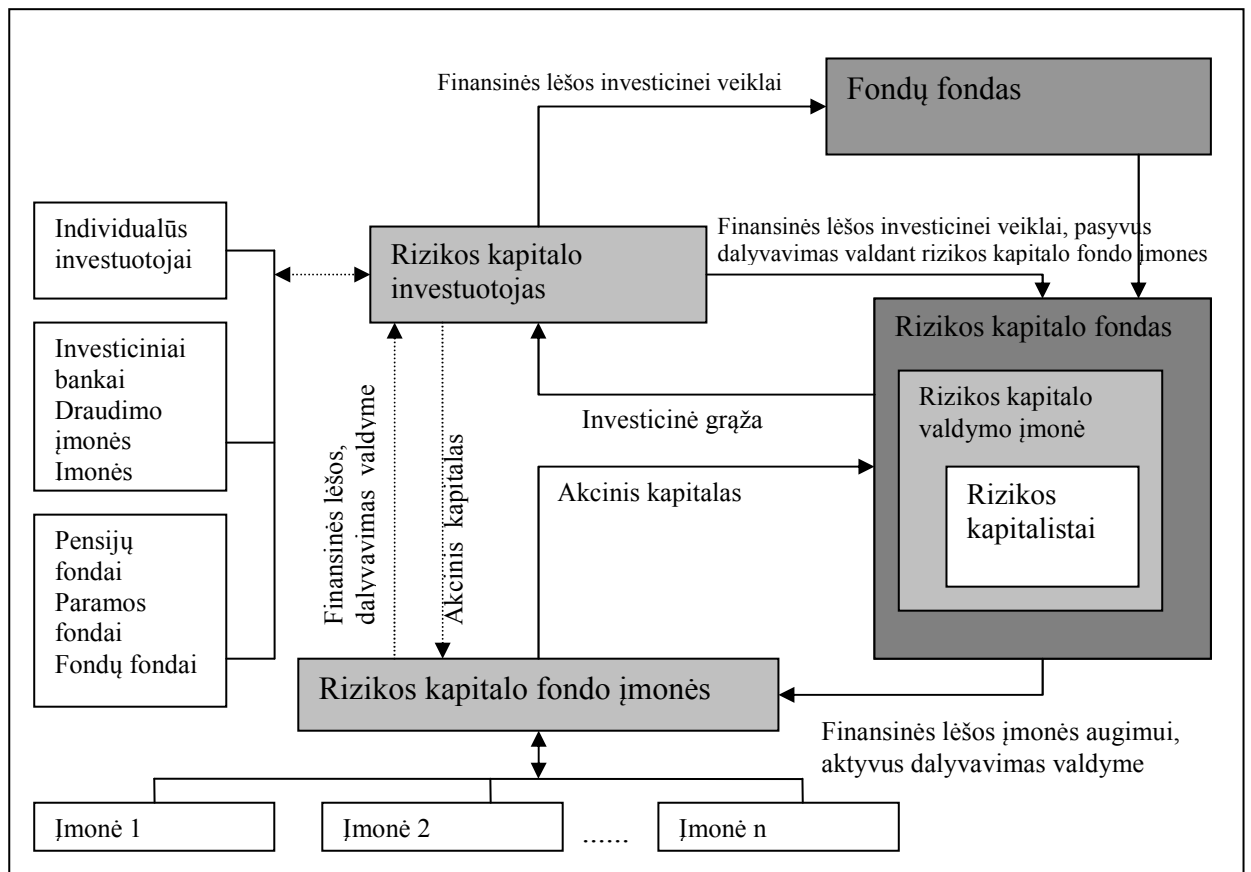 Finansinės lėšos investicinei veiklai
Fondų fondas
Individualūs
investuotojai
Rizikos kapitalo
investuotojas
Finansinės lėšos investicinei veiklai, pasyvus
dalyvavimas valdant rizikos kapitalo fondo įmones
Investiciniai
bankai
Draudimo
įmonės
Imonės
Rizikos kapitalo fondas
Rizikos kapitalo
valdymo įmonė
Rizikos
kapitalistai
Investicinė grąža
Akcinis kapitalas
Finansinės lėšos,
dalyvavimas valdyme
Akcinis kapitalas
Pensijų
fondai
Paramos
fondai
Fondų fondai
Rizikos kapitalo fondo įmonės
Finansinės lėšos įmonės augimui,
aktyvus dalyvavimas valdyme
Įmonė 1
Įmonė 2
......
Įmonė n